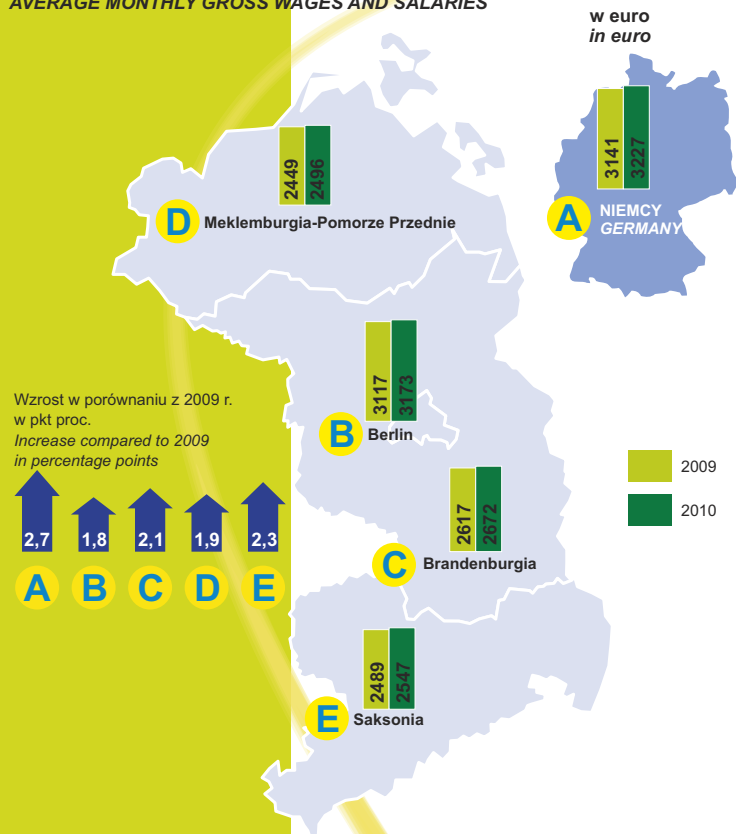 AVERAGE MONTHLY GROSS WAGES AND SALARIES
w euro
in euro
3141
3227
A
NIEMCY
GERMANY
2449
2496
D
Meklemburgia-Pomorze Przednie
3117
3173
B
Berlin
Wzrost w porównaniu z 2009 r.
w pkt proc.
Increase compared to 2009
in percentage points
2,7
1,8
2,1
1,9
2,3
A
B
C
D
E
2009
2010
2617
2672
C
Brandenburgia
2489
2547
E
Saksonia